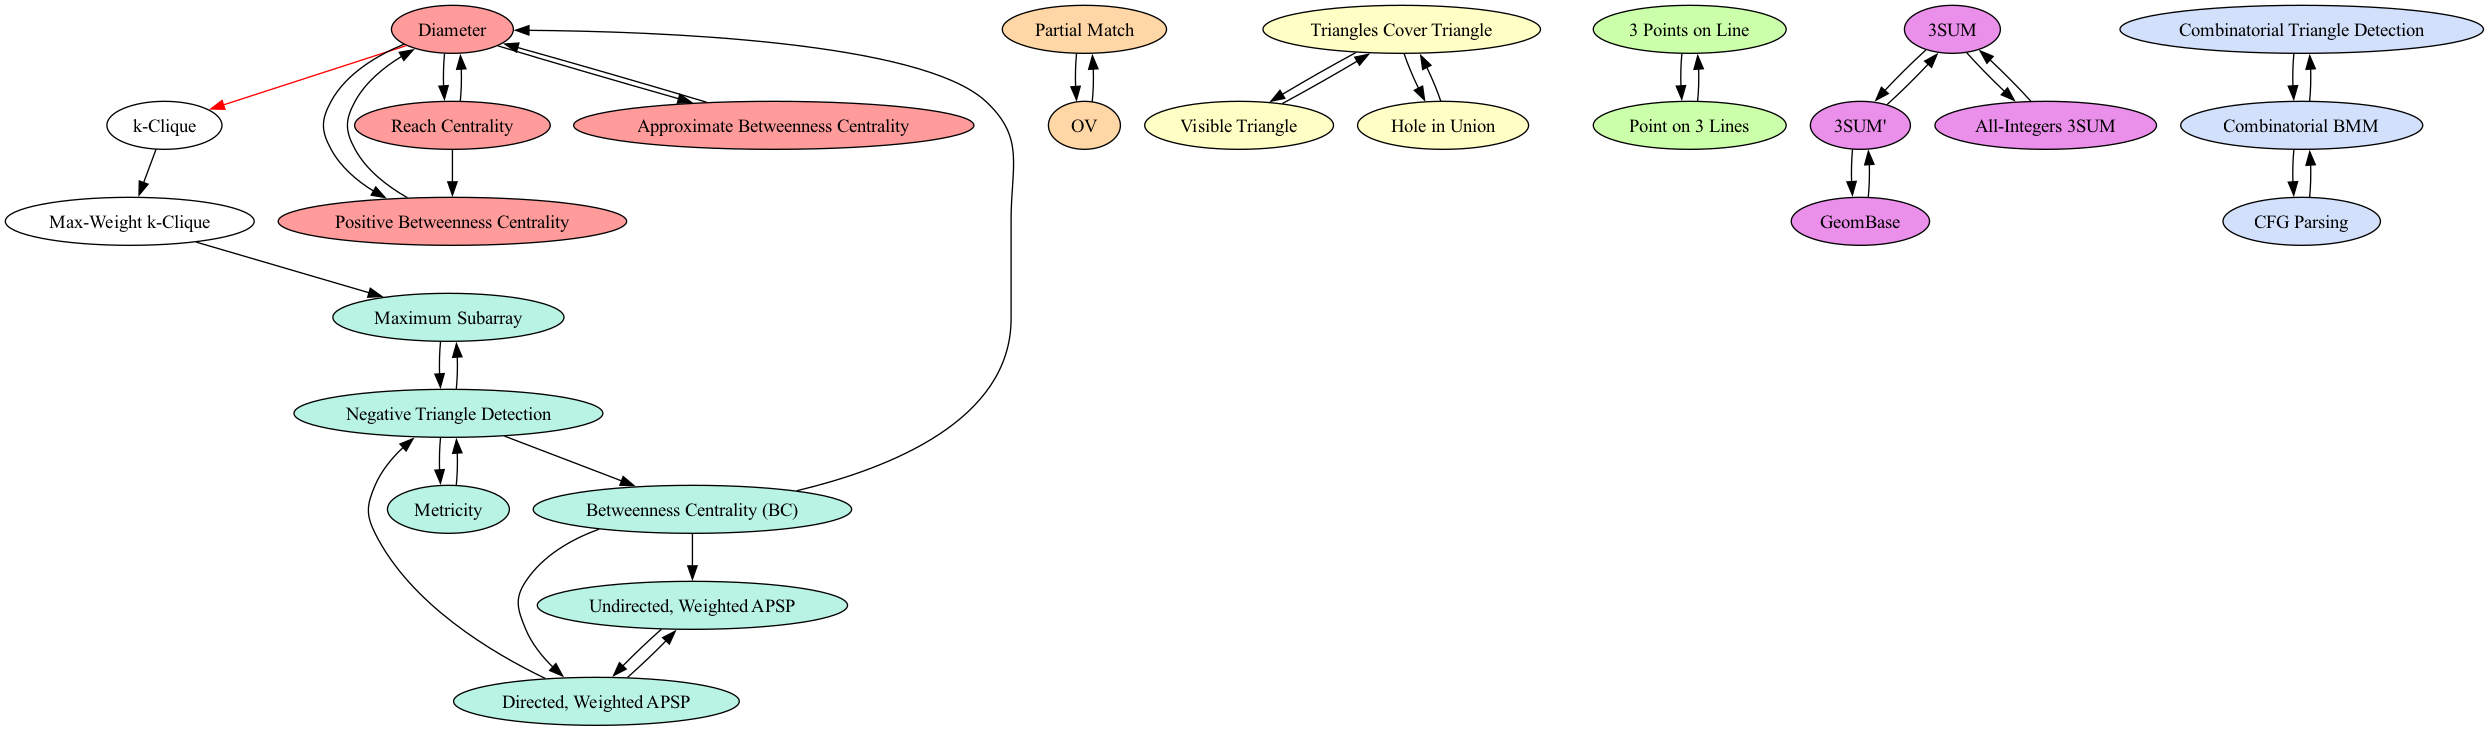 Diameter
Partial Match
Triangles Cover Triangle
3 Points on Line
3SUM
Combinatorial Triangle Detection
k-Clique
Reach Centrality
Approximate Betweenness Centrality
OV
Visible Triangle
Hole in Union
Point on 3 Lines
3SUM'
All-Integers 3SUM
Combinatorial BMM
Max-Weight k-Clique
Positive Betweenness Centrality
GeomBase
CFG Parsing
Maximum Subarray
Negative Triangle Detection
Metricity
Betweenness Centrality (BC)
Undirected, Weighted APSP
Directed, Weighted APSP